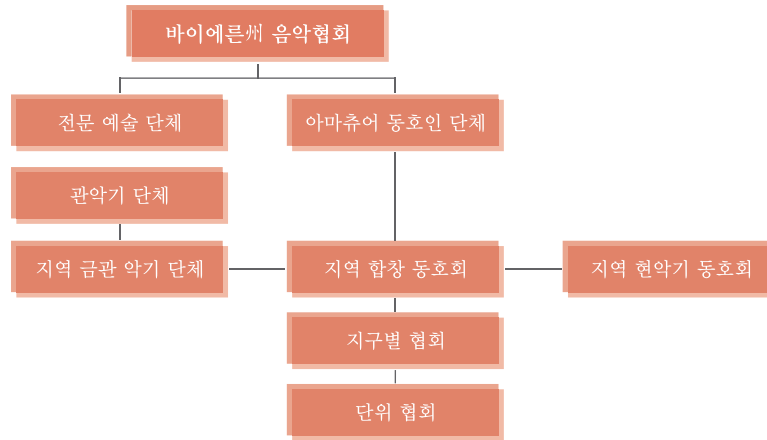 바이에른州 음악협회
전문 예술 단체
아마츄어 동호인 단체
관악기 단체
지역 금관 악기 단체
지역 합창 동호회
지역 현악기 동호회
지구별 협회
단위 협회